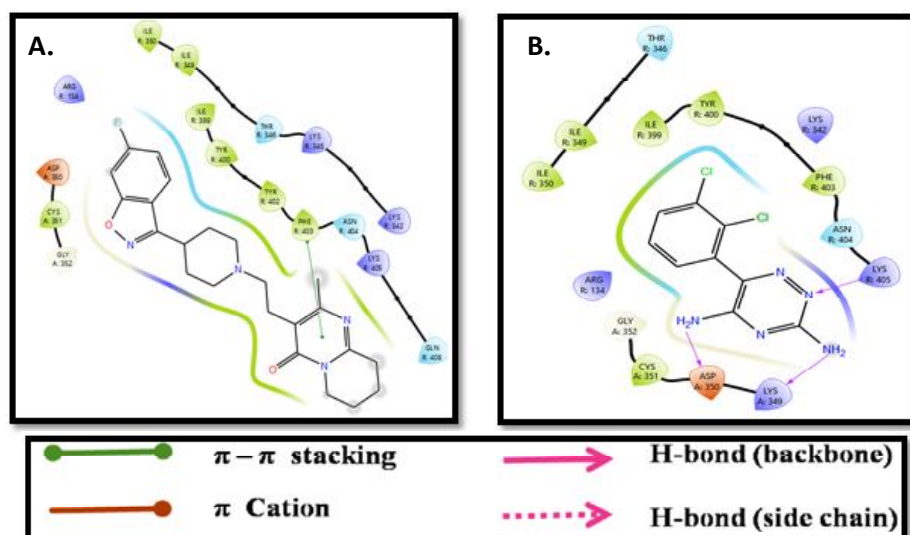 A.
ILE
R: 350
ILE
R: 349
ARG
R: 134
ILE
R: 399
TYR
R: 400
THR
R: 346
LYS
R: 345
ASP
A: 350
CYS
A: 351
GLY
A: 352
TYR
R: 402
PHE
R: 403
ASN
R: 404
LYS
R: 342
LYS
R: 405
GLN
R: 408
F
O
N
N
N
O
N
B.
THR
R: 346
TYR
R: 400
ILE
R: 399
LYS
R: 342
ILE
R: 349
ILE
R: 350
PHE
R: 403
ASN
R: 404
LYS
R: 405
ARG
R: 134
GLY
A: 352
CYS
A: 351
ASP
A: 350
LYS
A: 349
Cl
Cl
N
N
H₂N
N
NH₂
π – π stacking
π Cation
H-bond (backbone)
H-bond (side chain)